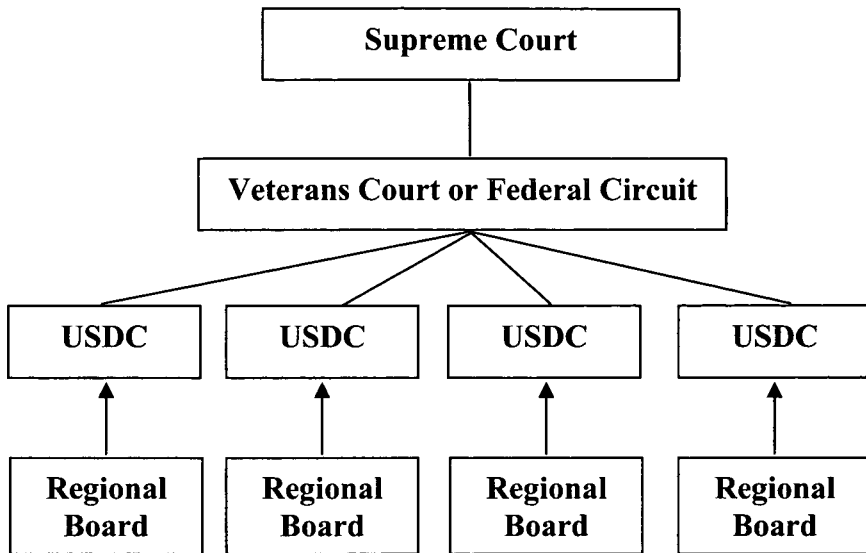 Supreme Court
Veterans Court or Federal Circuit
USDC
USDC
USDC
USDC
Regional
Board
Regional
Board
Regional
Board
Regional
Board